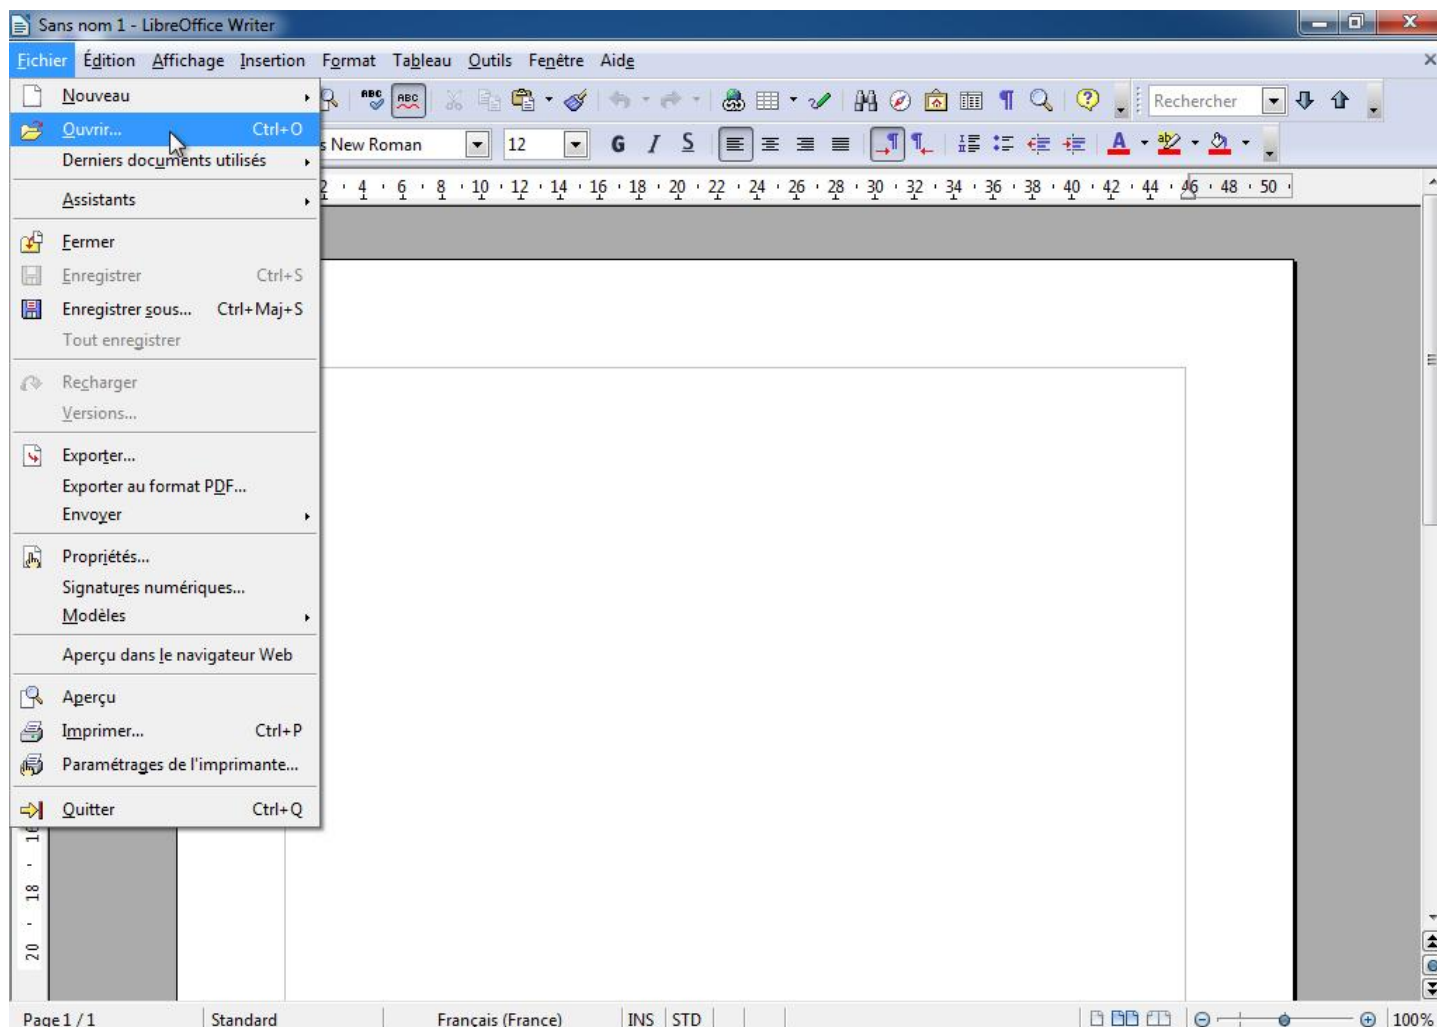 Sans nom 1 - LibreOffice Writer
Fichier Édition Affichage Insertion Format Tableau Outils Fenêtre Aide
Nouveau
Rechercher
Ouvrir... Ctrl+O
s New Roman 12 G I S
Derniers documents utilisés
2 4 6 8 10 12 14 16 18 20 22 24 26 28 30 32 34 36 38 40 42 44 46 48 50
Assistants
Fermer
Enregistrer Ctrl+S
Enregistrer sous... Ctrl+Maj+S
Tout enregistrer
Recharger
Versions...
Exporter...
Exporter au format PDF...
Envoyer
Propriétés...
Signatures numériques...
Modèles
Aperçu dans le navigateur Web
Aperçu
Imprimer... Ctrl+P
Paramétrages de l'imprimante...
Quitter Ctrl+Q
18
20
Page 1 / 1 Standard Français (France) INS STD 100%